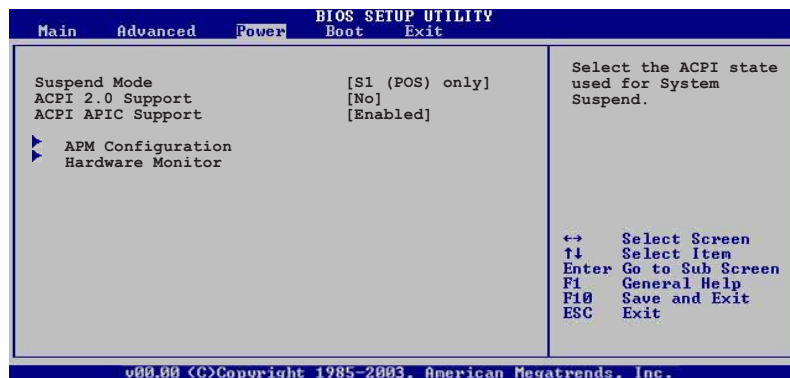 BIOS SETUP UTILITY
Main Advanced Power Boot Exit
Suspend Mode [S1 (POS) only]
ACPI 2.0 Support [No]
ACPI APIC Support [Enabled]
APM Configuration
Hardware Monitor
Select the ACPI state
used for System
Suspend.
←→ Select Screen
↑↓ Select Item
Enter Go to Sub Screen
F1 General Help
F10 Save and Exit
ESC Exit
v00.00 (C)Copyright 1985-2003, American Megatrends, Inc.